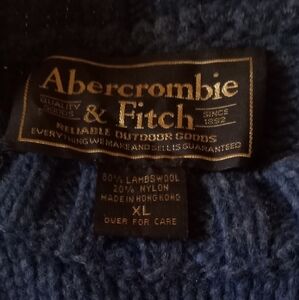 Abercrombie
QUALITY GOODS & Fitch SINCE 1892
RELIABLE OUTDOOR GOODS
EVERYTHING WE MAKE AND SELL IS GUARANTEED
80% LAMBSWOOL
20% NYLON
MADE IN HONG KONG
XL
OVER FOR CARE